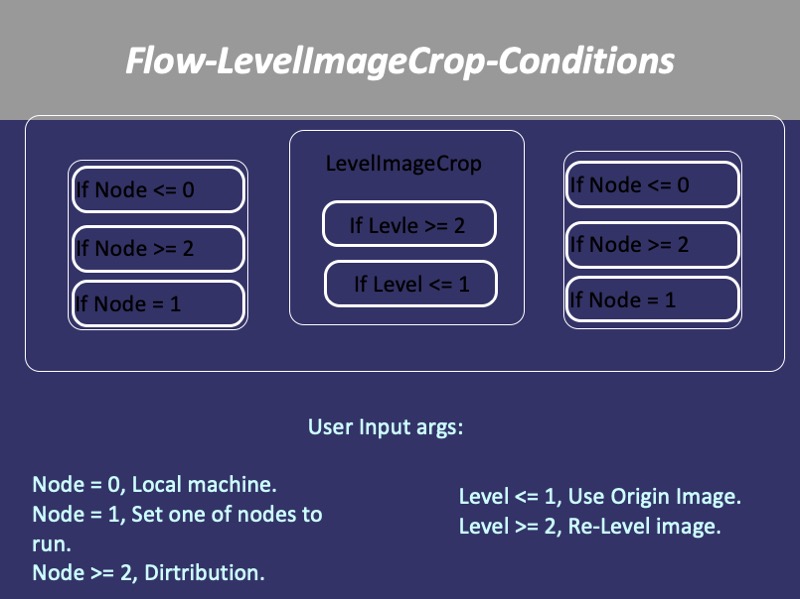 Flow-LevelImageCrop-Conditions
If Node <= 0
If Node >= 2
If Node = 1
LevelImageCrop
If Levle >= 2
If Level <= 1
If Node <= 0
If Node >= 2
If Node = 1
User Input args:
Node = 0, Local machine.
Node = 1, Set one of nodes to
run.
Node >= 2, Dirtribution.
Level <= 1, Use Origin Image.
Level >= 2, Re-Level image.